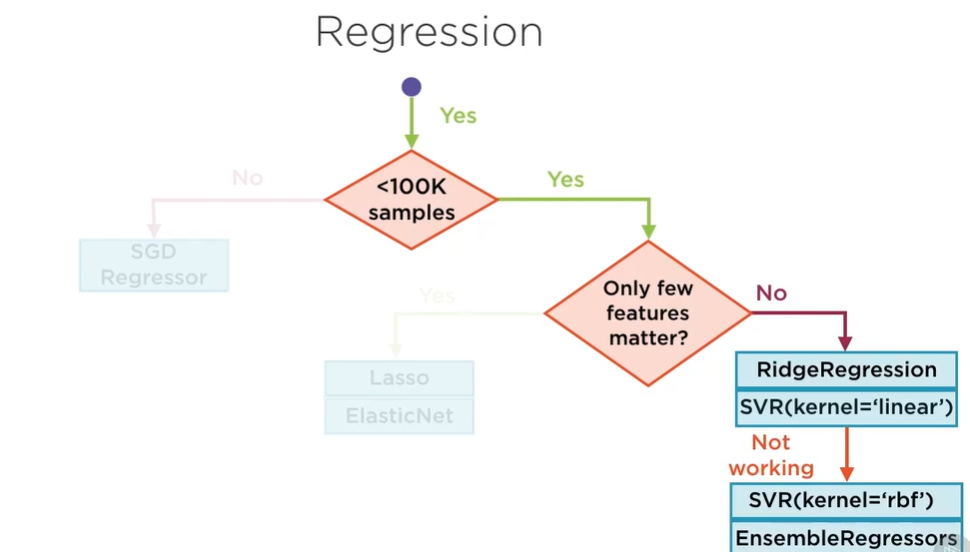 Regression
Yes
<100K
samples
No
Yes
SGD
Regressor
Only few
features
matter?
Yes
No
Lasso
ElasticNet
RidgeRegression
SVR(kernel=‘linear’)
Not
working
SVR(kernel=‘rbf’)
EnsembleRegressors